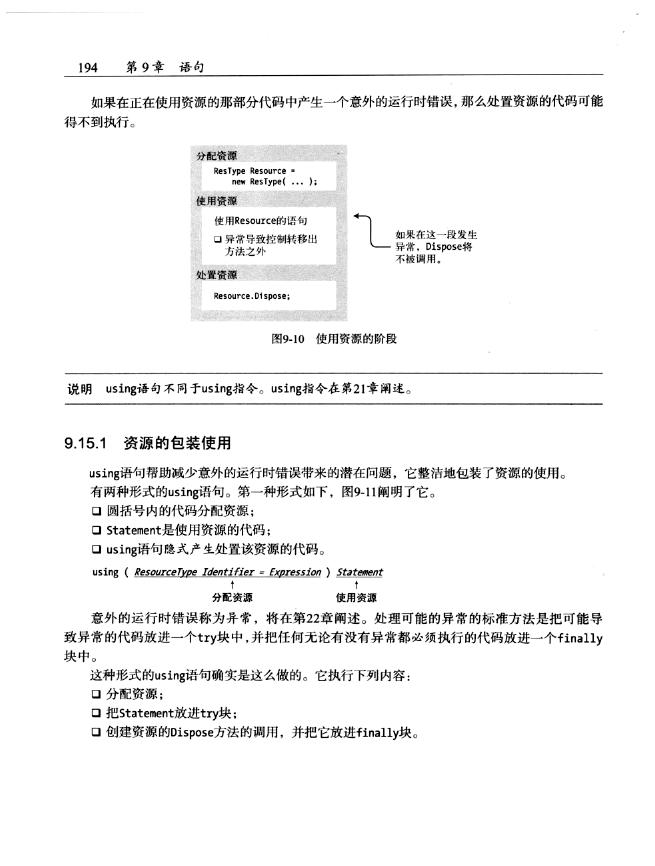 194 第9章 语句
如果在正在使用资源的那部分代码中产生一个意外的运行时错误，那么处置资源的代码可能
得不到执行。
分配资源
ResType Resource =
new ResType( ... );
使用资源
使用Resource的语句
❑ 异常导致控制转移出
方法之外
如果在这一段发生
异常，Dispose将
不被调用。
处置资源
Resource.Dispose;
图9-10 使用资源的阶段
说明 using语句不同于using指令。using指令在第21章阐述。
9.15.1 资源的包装使用
using语句帮助减少意外的运行时错误带来的潜在问题，它整洁地包装了资源的使用。
有两种形式的using语句。第一种形式如下，图9-11阐明了它。
❑ 圆括号内的代码分配资源；
❑ Statement是使用资源的代码；
❑ using语句隐式产生处置该资源的代码。
using ( ResourceType Identifier = Expression ) Statement
↑ ↑
分配资源 使用资源
意外的运行时错误称为异常，将在第22章阐述。处理可能的异常的标准方法是把可能导
致异常的代码放进一个try块中，并把任何无论有没有异常都必须执行的代码放进一个finally
块中。
这种形式的using语句确实是这么做的。它执行下列内容：
❑ 分配资源；
❑ 把Statement放进try块；
❑ 创建资源的Dispose方法的调用，并把它放进finally块。